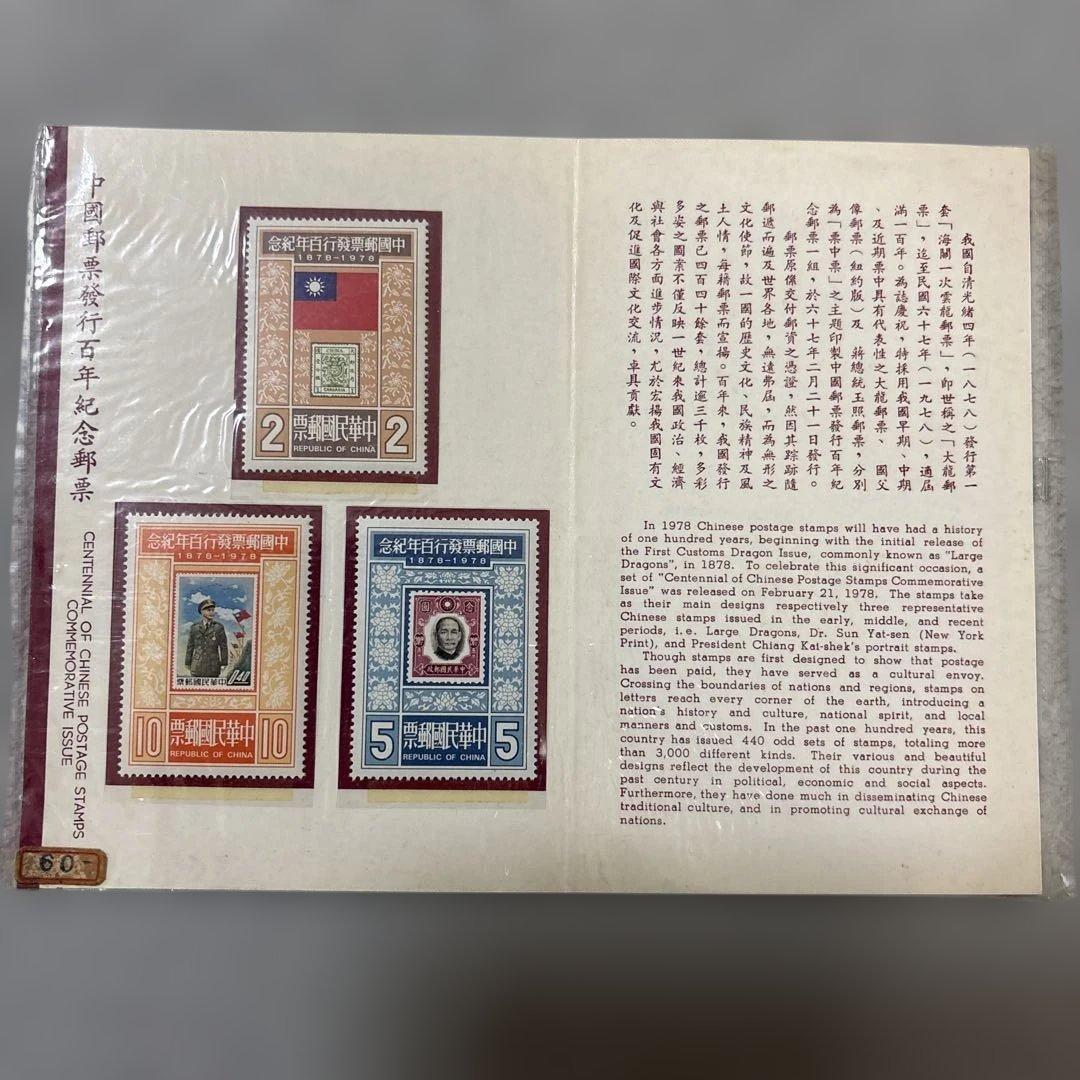 中國郵票發行百年紀念郵票
CENTENNIAL OF CHINESE POSTAGE STAMPS
COMMEMORATIVE ISSUE
60-
念紀年百行發票郵國中
1878-1978
CHINA
CANDARIN 1
2
票郵國民華中
2
REPUBLIC OF CHINA
念紀年百行發票郵國中
1878-1978
票郵國民華中
10
票郵國民華中
10
REPUBLIC OF CHINA
念紀年百行發票郵國中
1878-1978
圓
念
5
票郵國民華中
5
REPUBLIC OF CHINA
我國自清光緒四年(一八七八)發行第一
套「海關一次雲龍郵票」,即世稱之「大龍郵
票」,迄至民國六十七年(一九七八),適屆
滿一百年。為誌慶祝,特採用我國早期、中期
、及近期票中具有代表性之大龍郵票、 國父
像郵票(紐約版)及 蔣總統玉照郵票,分別
為「票中票」之主題印製中國郵票發行百年紀
念郵票一組,於六十七年二月二十一日發行。
郵票原係交付郵資之憑證,然因其踪跡隨
郵遞而遍及世界各地,無遠弗屆,而為無形之
文化使節,故一國的歷史文化、民族精神及風
土人情,每藉郵票而宣揚。百年來,我國發行
之郵票已四百四十餘套,總計逾三千枚,多彩
多姿之圖案不僅反映一世紀來我國政治、經濟
與社會各方面進步情況,尤於宏揚我國固有文
化及促進國際文化交流,卓具貢獻。
In 1978 Chinese postage stamps will have had a history
of one hundred years, beginning with the initial release of
the First Customs Dragon Issue, commonly known as "Large
Dragons", in 1878. To celebrate this significant occasion, a
set of "Centennial of Chinese Postage Stamps Commemorative
Issue" was released on February 21, 1978. The stamps take
as their main designs respectively three representative
Chinese stamps issued in the early, middle, and recent
periods, i.e. Large Dragons, Dr. Sun Yat-sen (New York
Print), and President Chiang Kai-shek's portrait stamps.
Though stamps are first designed to show that postage
has been paid, they have served as a cultural envoy.
Crossing the boundaries of nations and regions, stamps on
letters reach every corner of the earth, introducing a
nation's history and culture, national spirit, and local
manners and customs. In the past one hundred years, this
country has issued 440 odd sets of stamps, totaling more
than 3,000 different kinds. Their various and beautiful
designs reflect the development of this country during the
past century in political, economic and social aspects.
Furthermore, they have done much in disseminating Chinese
traditional culture, and in promoting cultural exchange of
nations.